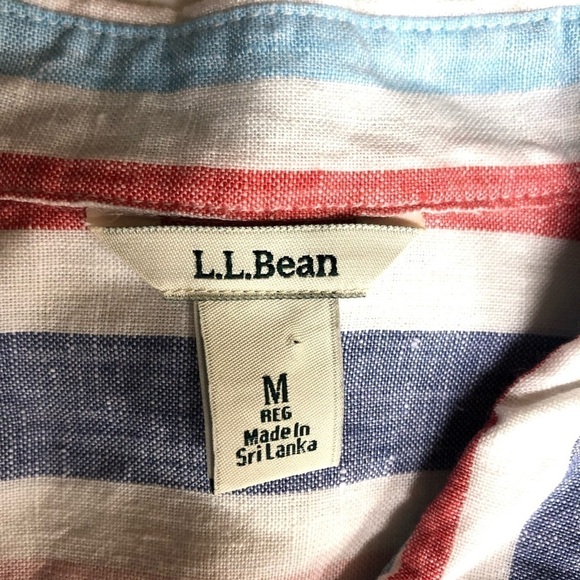 L.L.Bean
M
REG
Made In
Sri Lanka